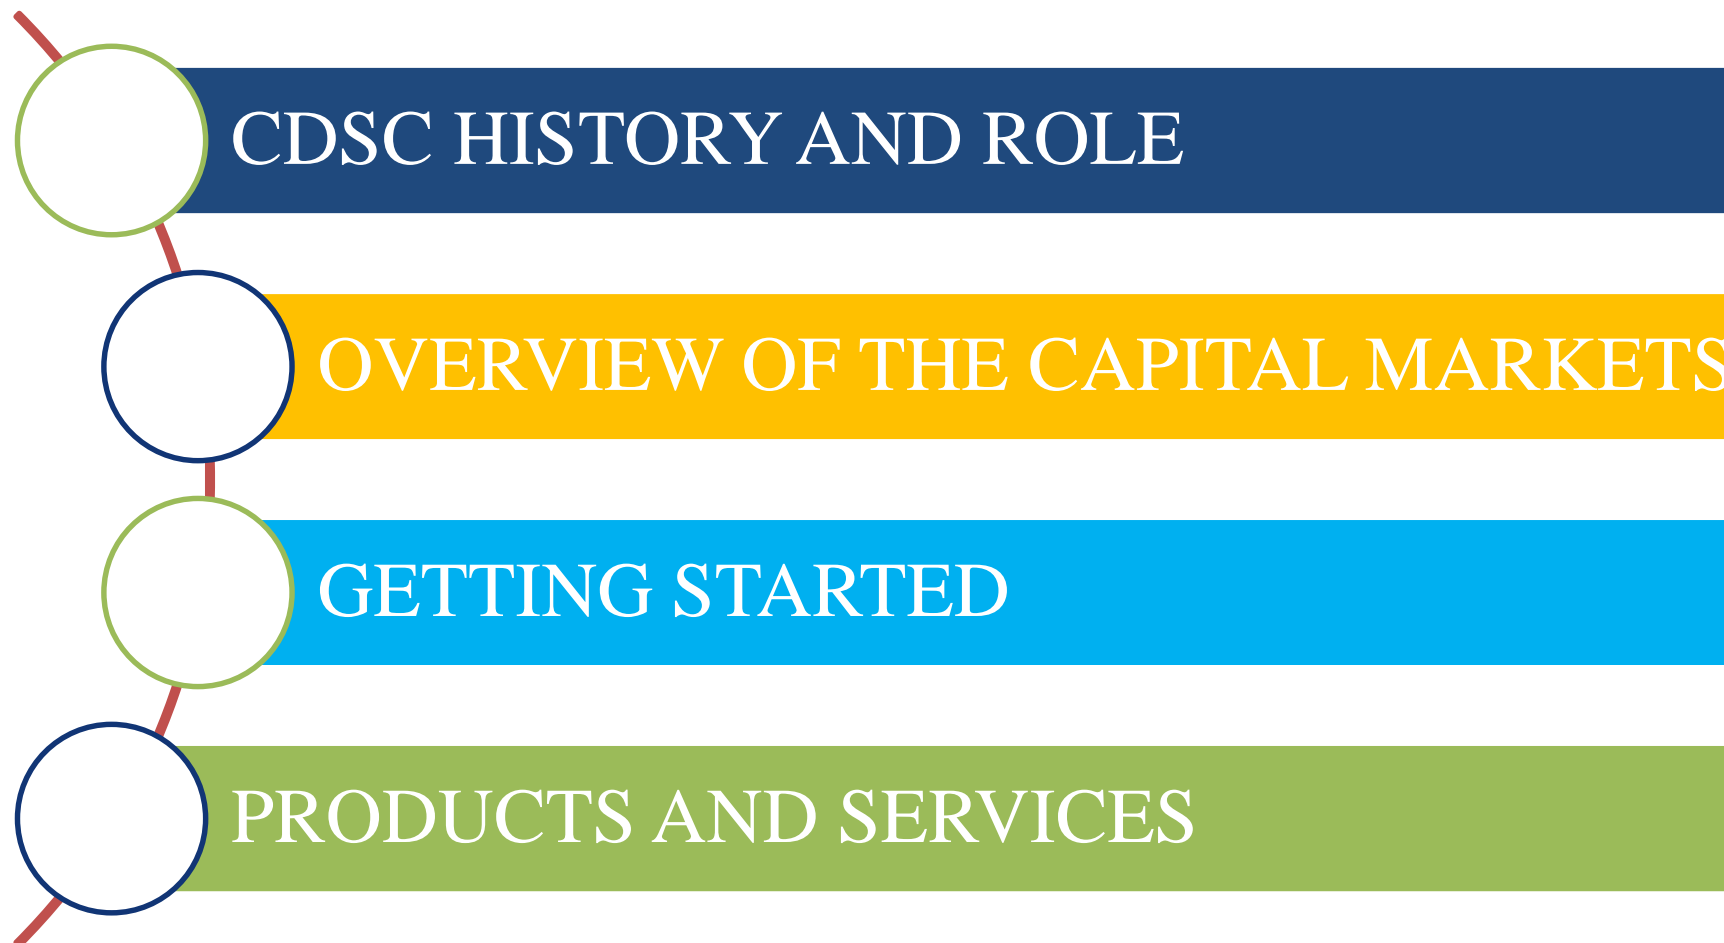 CDSC HISTORY AND ROLE
OVERVIEW OF THE CAPITAL MARKETS
GETTING STARTED
PRODUCTS AND SERVICES